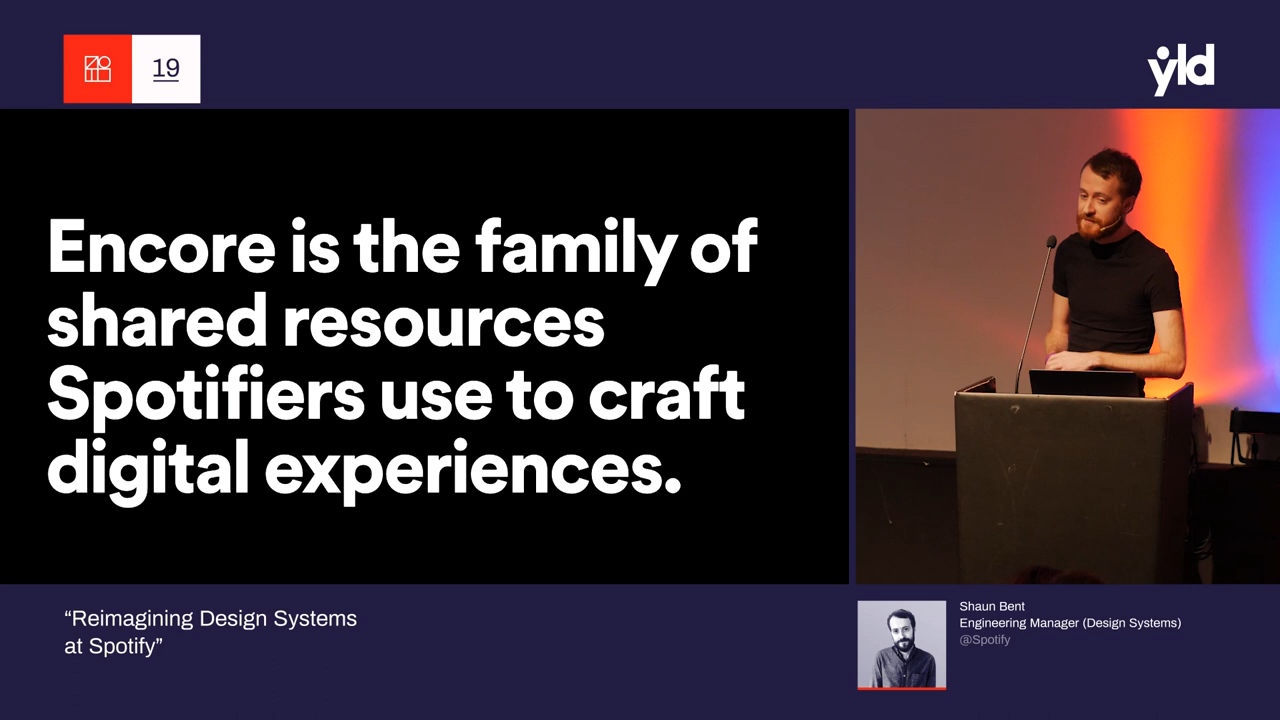 19
yld
Encore is the family of
shared resources
Spotifiers use to craft
digital experiences.
“Reimagining Design Systems
at Spotify”
Shaun Bent
Engineering Manager (Design Systems)
@Spotify